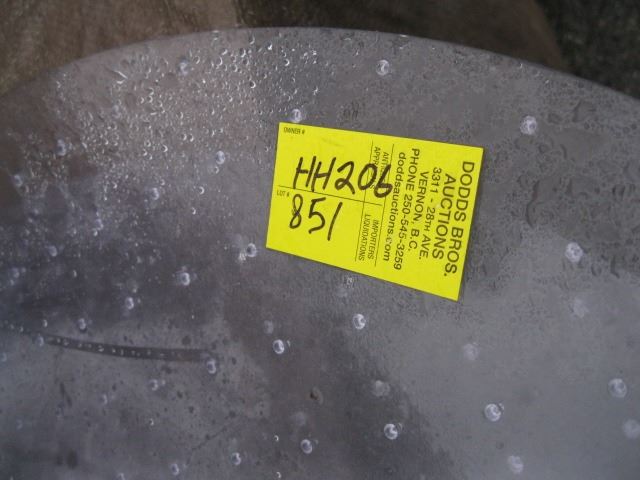 OWNER #
HH206
LOT #
851
DODDS BROS.
AUCTIONS
3311 - 28TH AVE.
VERNON, B.C.
PHONE 250-545-3259
doddsauctions.com
IMPORTERS
LIQUIDATIONS